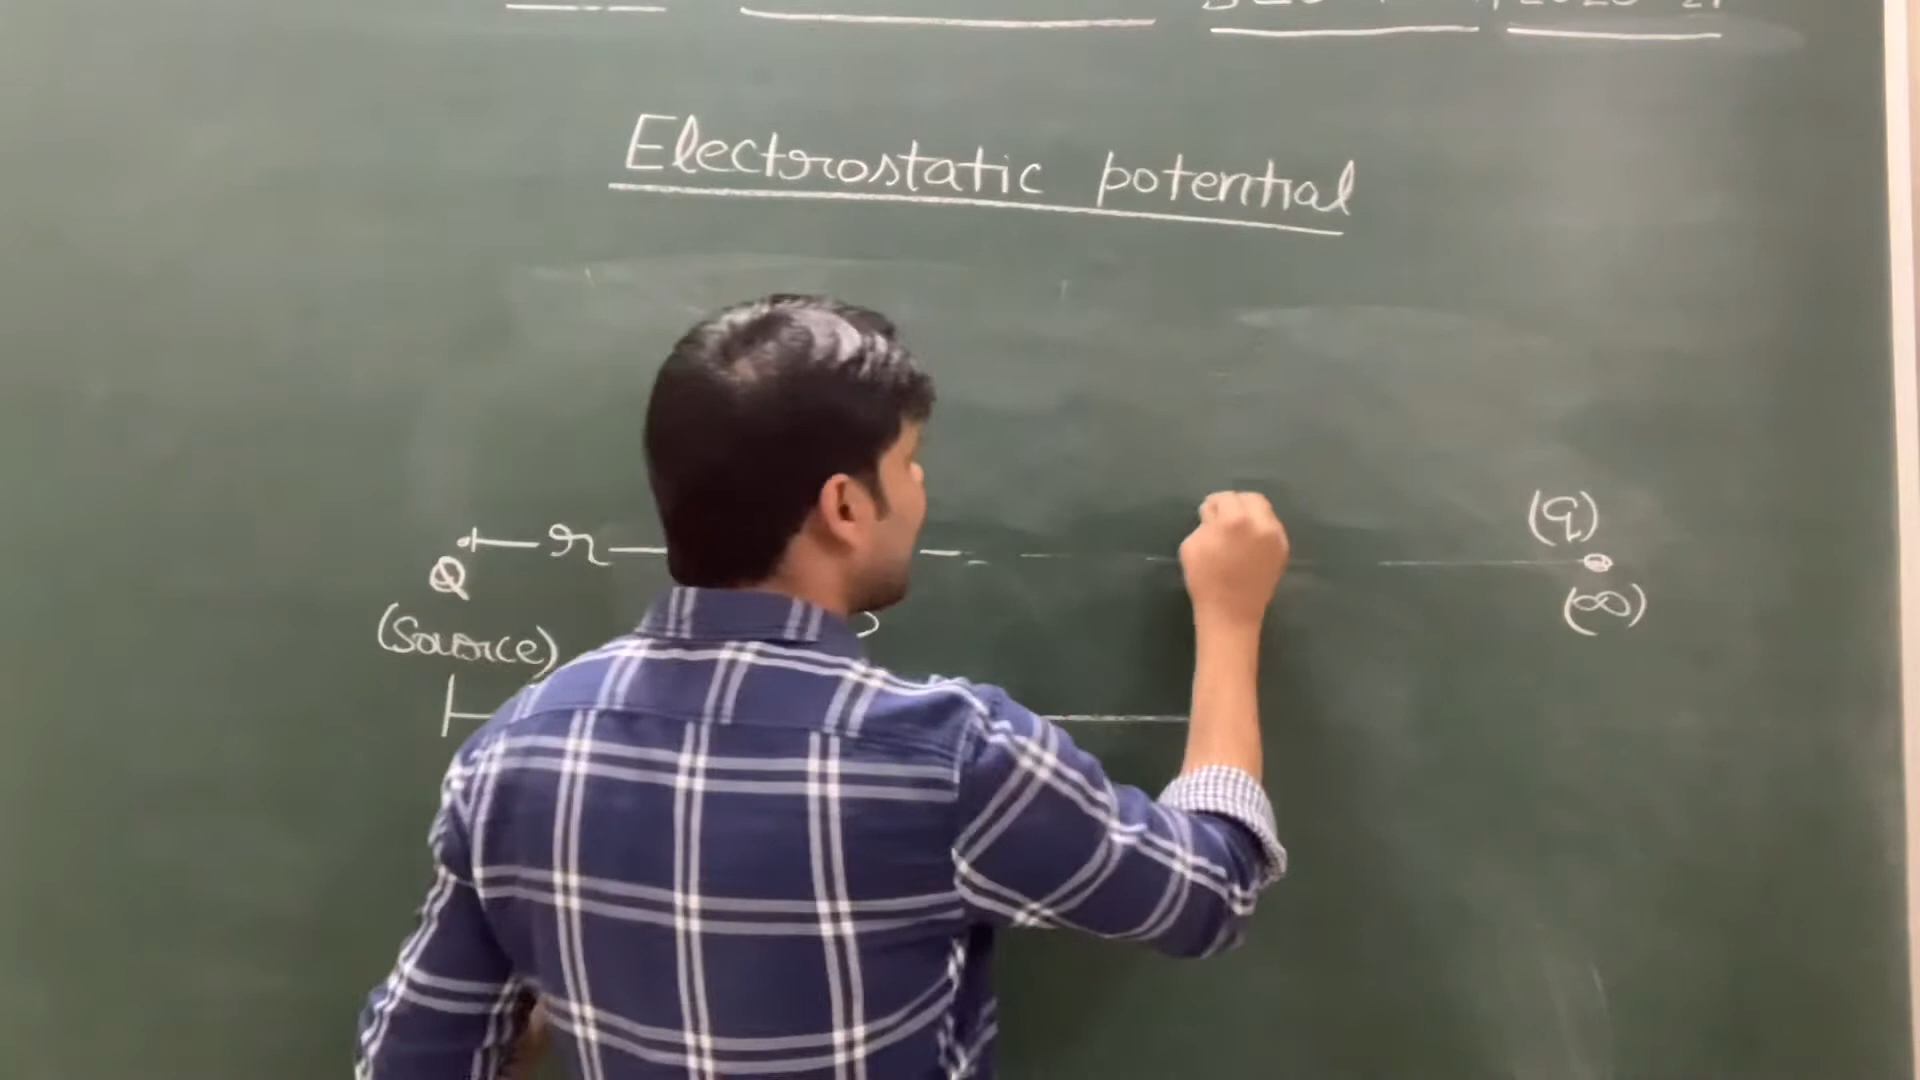 Electrostatic potential
r
(q)
Q
(∞)
(Source)